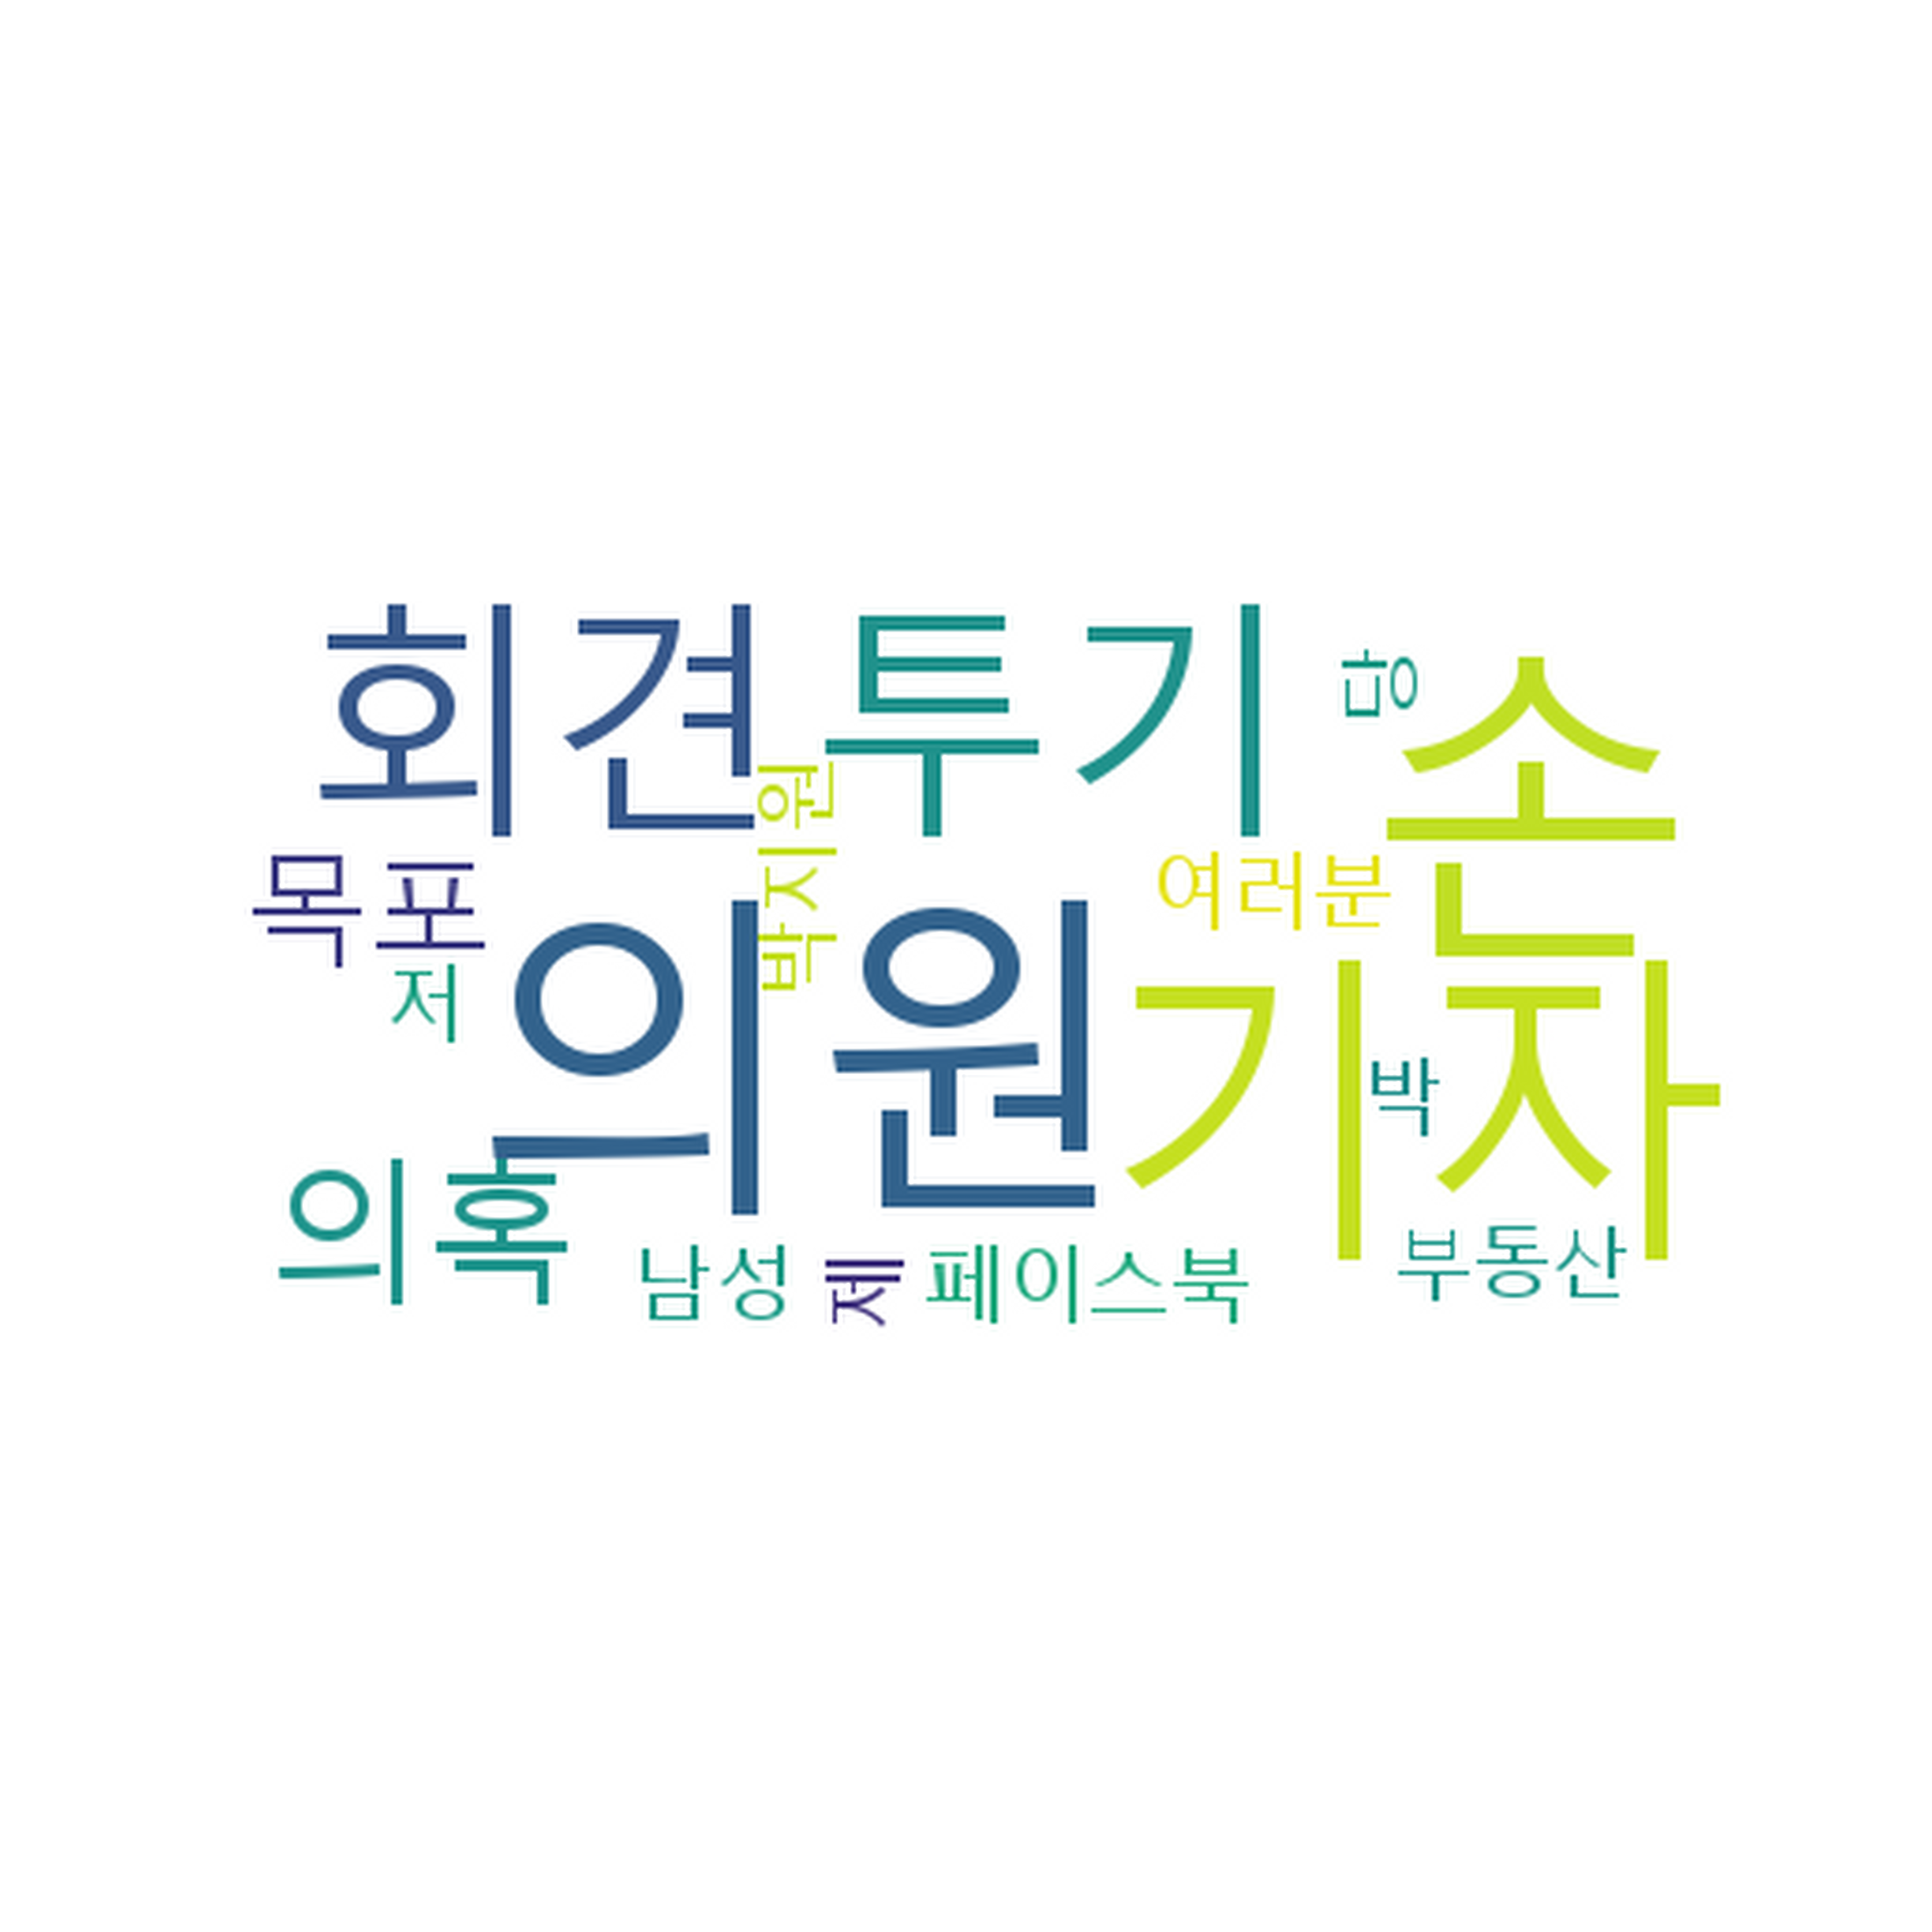 회견
투기
당
손
박지원
목포
여러분
저
의원
기자
박
의혹
남성
제
페이스북
부동산